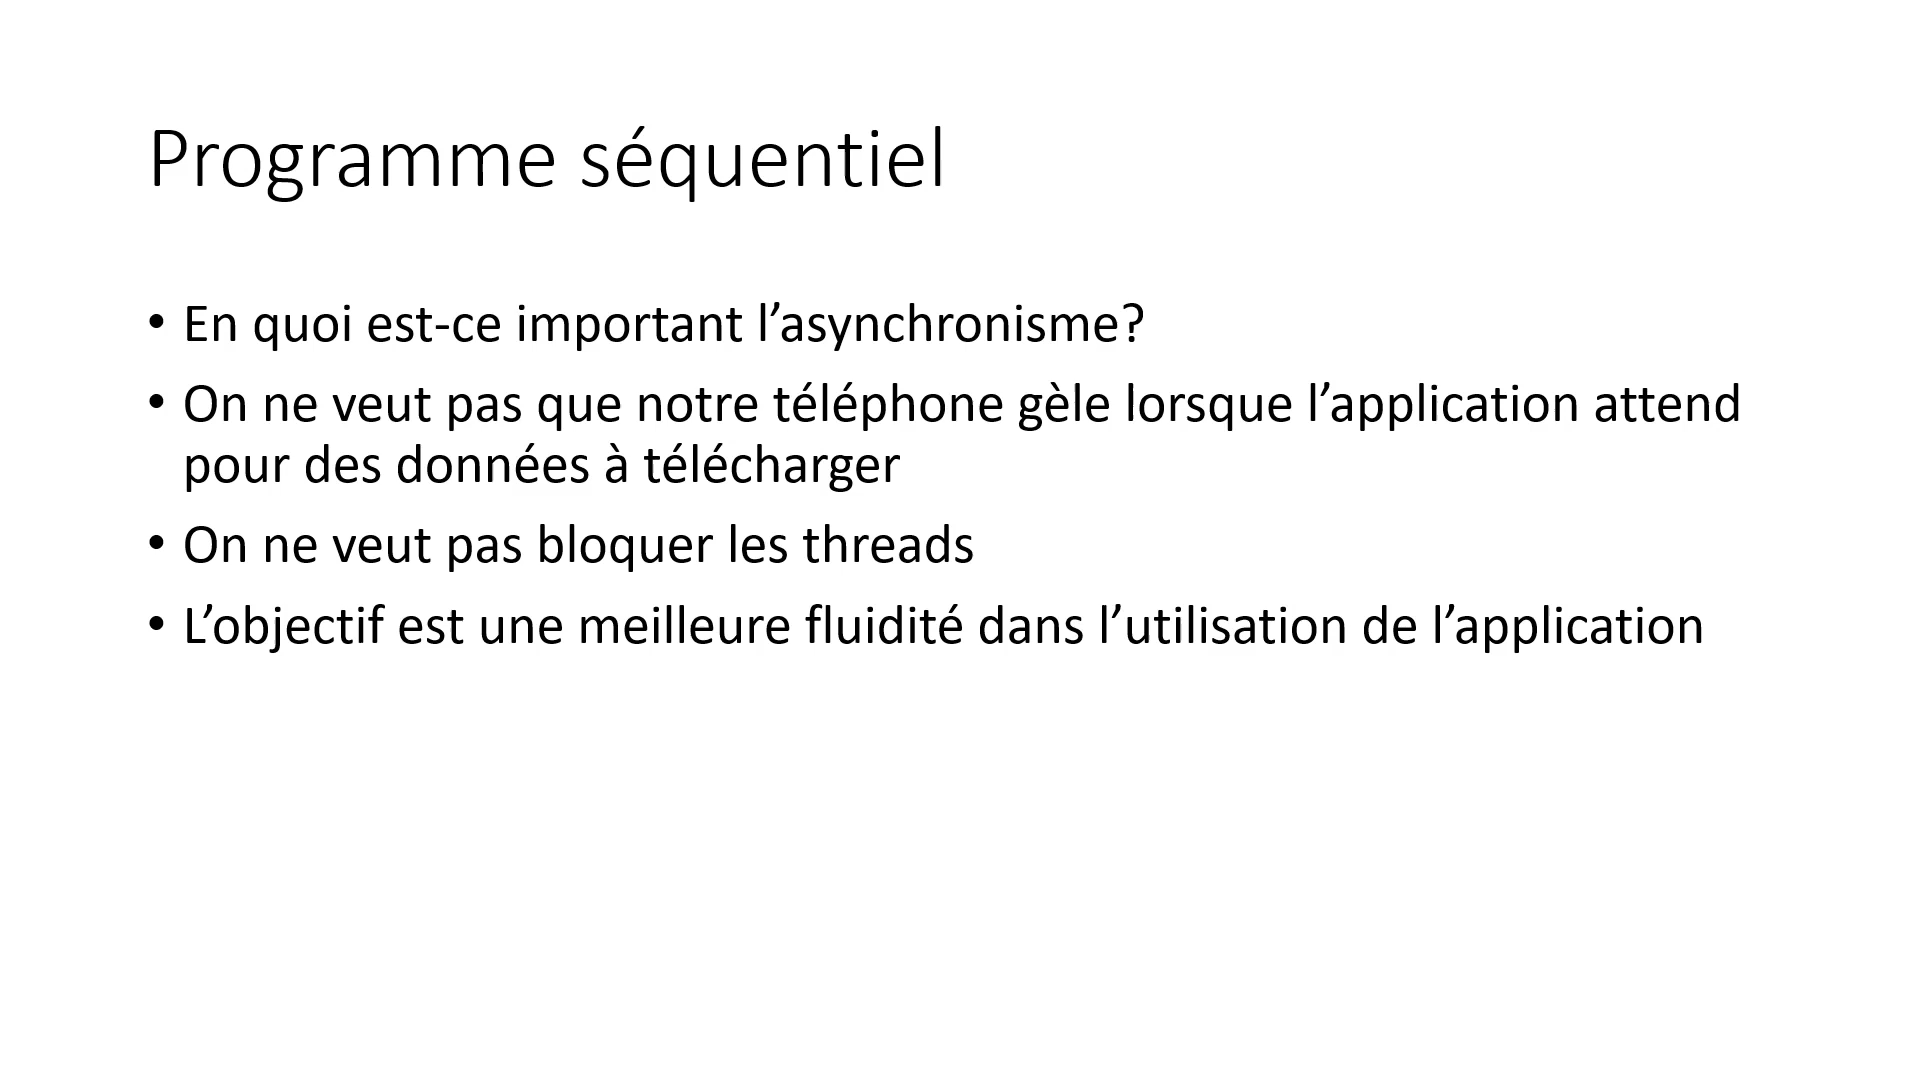 Programme séquentiel
• En quoi est-ce important l’asynchronisme?
• On ne veut pas que notre téléphone gèle lorsque l’application attend
pour des données à télécharger
• On ne veut pas bloquer les threads
• L’objectif est une meilleure fluidité dans l’utilisation de l’application